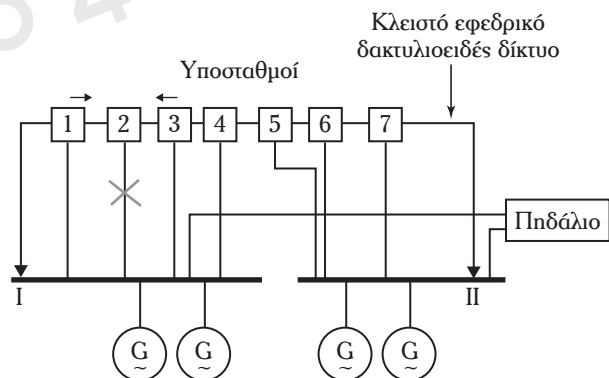 Κλειστό εφεδρικό
δακτυλιοειδές δίκτυο
Υποσταθμοί
1 2 3 4 5 6 7
Πηδάλιο
I II
G G G G
~ ~ ~ ~